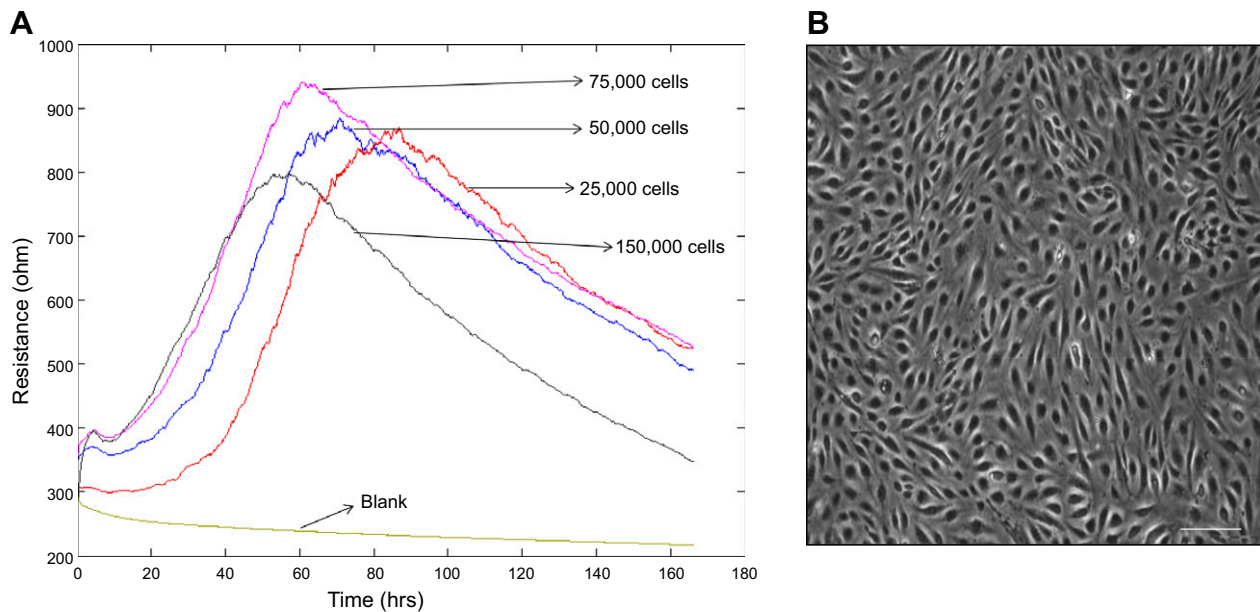 A
B
1000
900
800
700
600
500
400
300
200
Resistance (ohm)
75,000 cells
50,000 cells
25,000 cells
150,000 cells
Blank
0 20 40 60 80 100 120 140 160 180
Time (hrs)